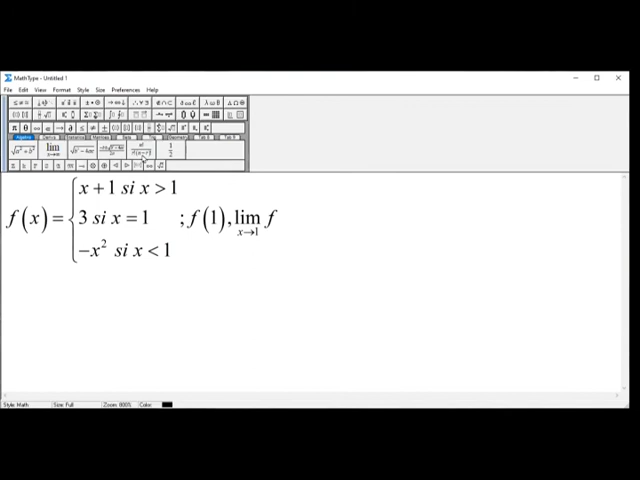 MathType - Untitled 1
File Edit View Format Style Size Preferences Help
x + 1 si x > 1
f(x) = { 3 si x = 1 ; f(1), lim f
x→1
−x² si x < 1
Style: Math Size: Full Zoom: 800% Color: